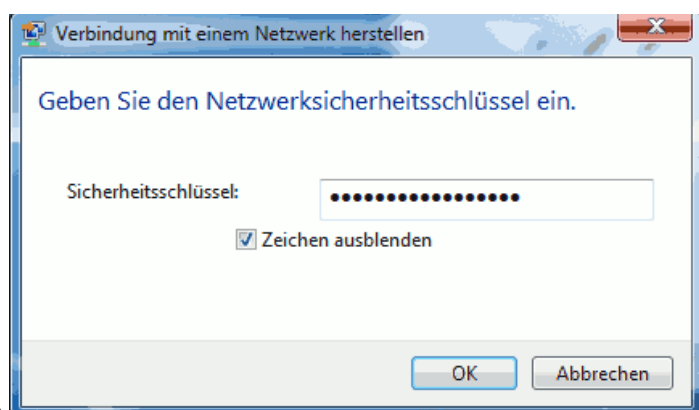 Verbindung mit einem Netzwerk herstellen
Geben Sie den Netzwerksicherheitsschlüssel ein.
Sicherheitsschlüssel: •••••••••••••••••
Zeichen ausblenden
OK Abbrechen